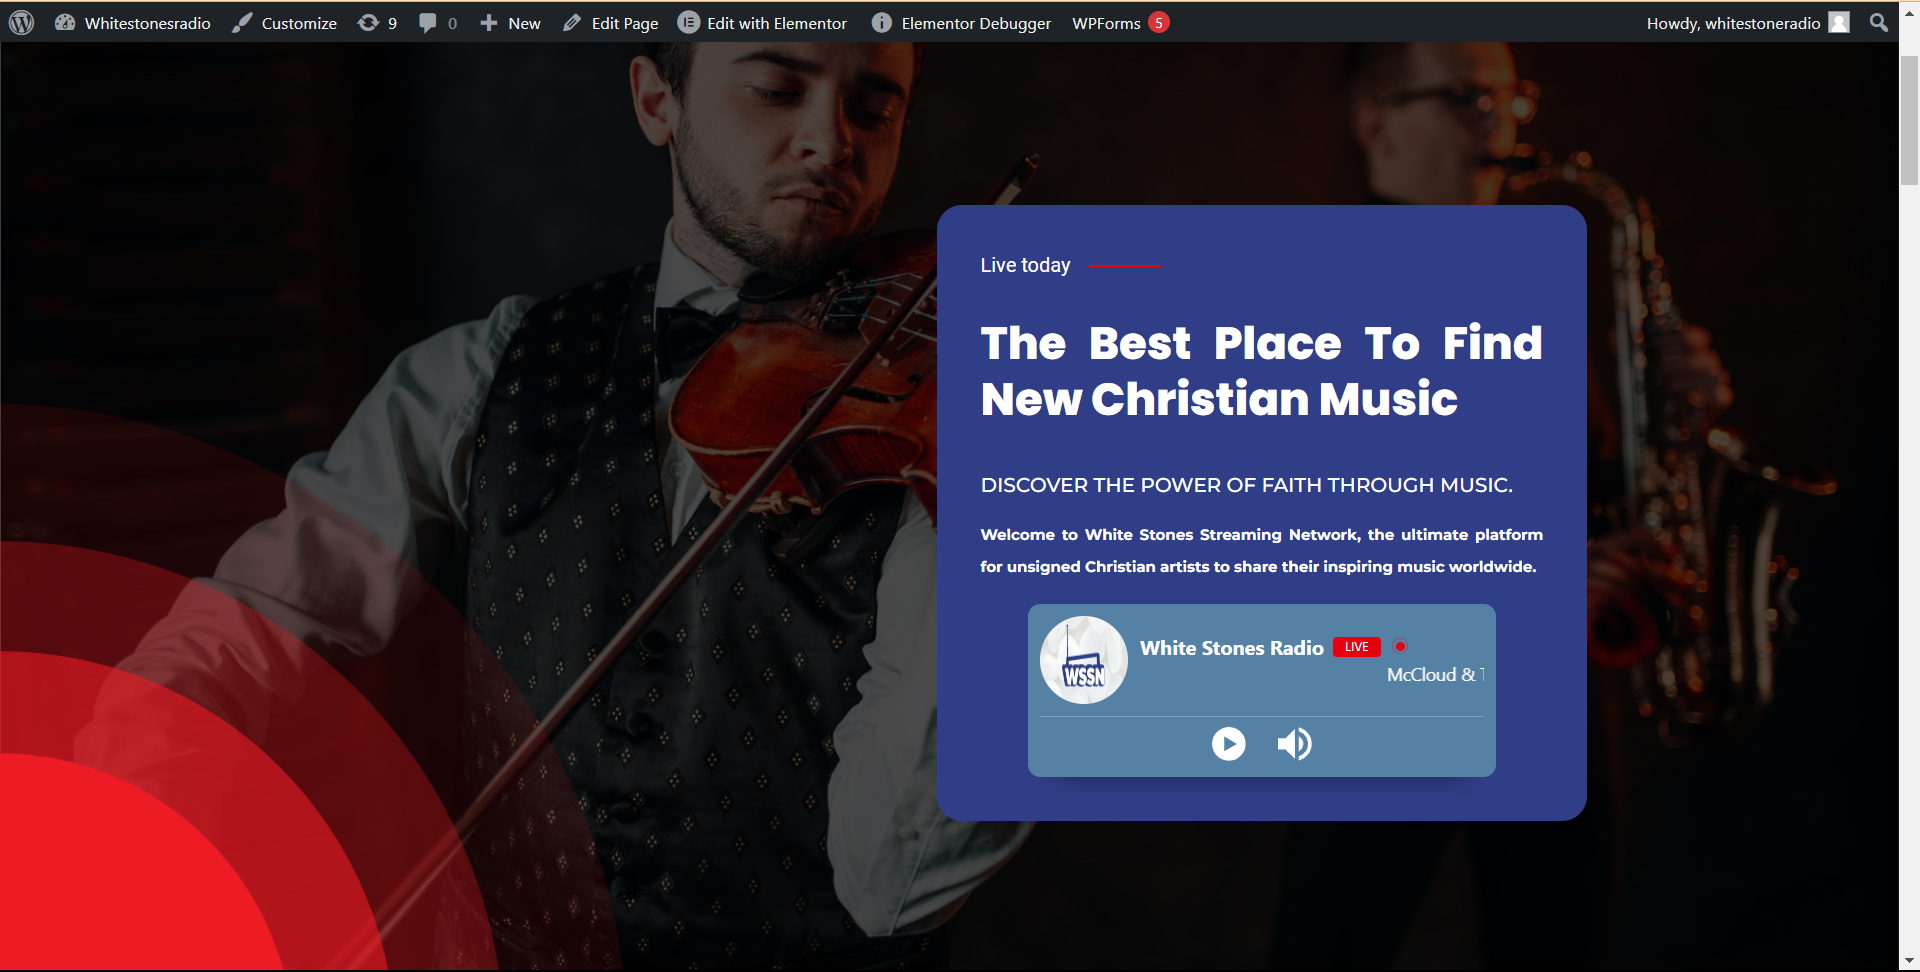 Whitestonesradio Customize 9 0 New Edit Page Edit with Elementor Elementor Debugger WPForms 5 Howdy, whitestoneradio
Live today
The Best Place To Find
New Christian Music
DISCOVER THE POWER OF FAITH THROUGH MUSIC.
Welcome to White Stones Streaming Network, the ultimate platform
for unsigned Christian artists to share their inspiring music worldwide.
White Stones Radio LIVE
McCloud &
WSSN